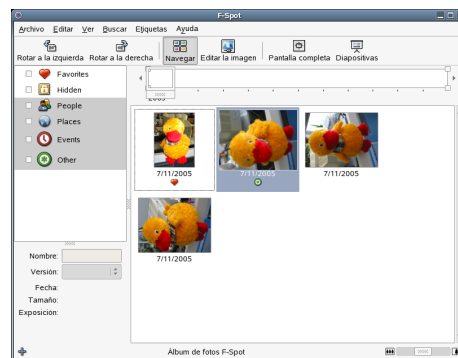 F-Spot
Archivo Editar Ver Buscar Etiquetas Ayuda
Rotar a la izquierda Rotar a la derecha Navegar Editar la imagen Pantalla completa Diapositivas
Favorites
Hidden
People
Places
Events
Other
2005
7/11/2005 7/11/2005 7/11/2005
7/11/2005
Nombre:
Versión:
Fecha:
Tamaño:
Exposición:
Álbum de fotos F-Spot